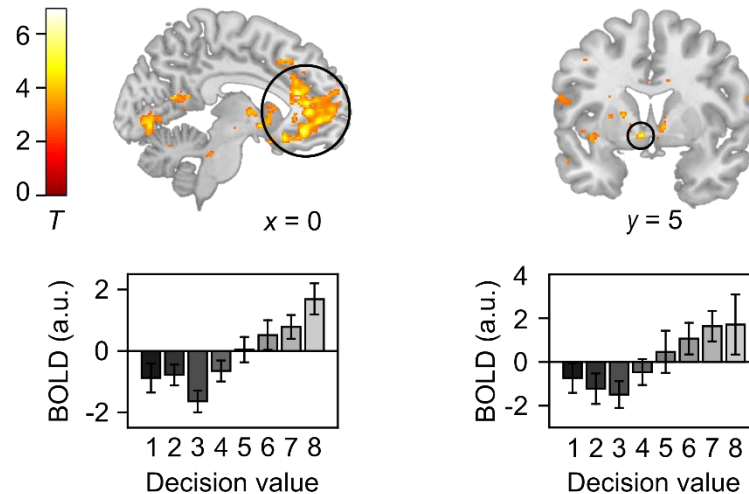 6
4
2
0
T
x = 0
y = 5
BOLD (a.u.)
2
0
-2
1 2 3 4 5 6 7 8
Decision value
BOLD (a.u.)
4
2
0
-2
1 2 3 4 5 6 7 8
Decision value